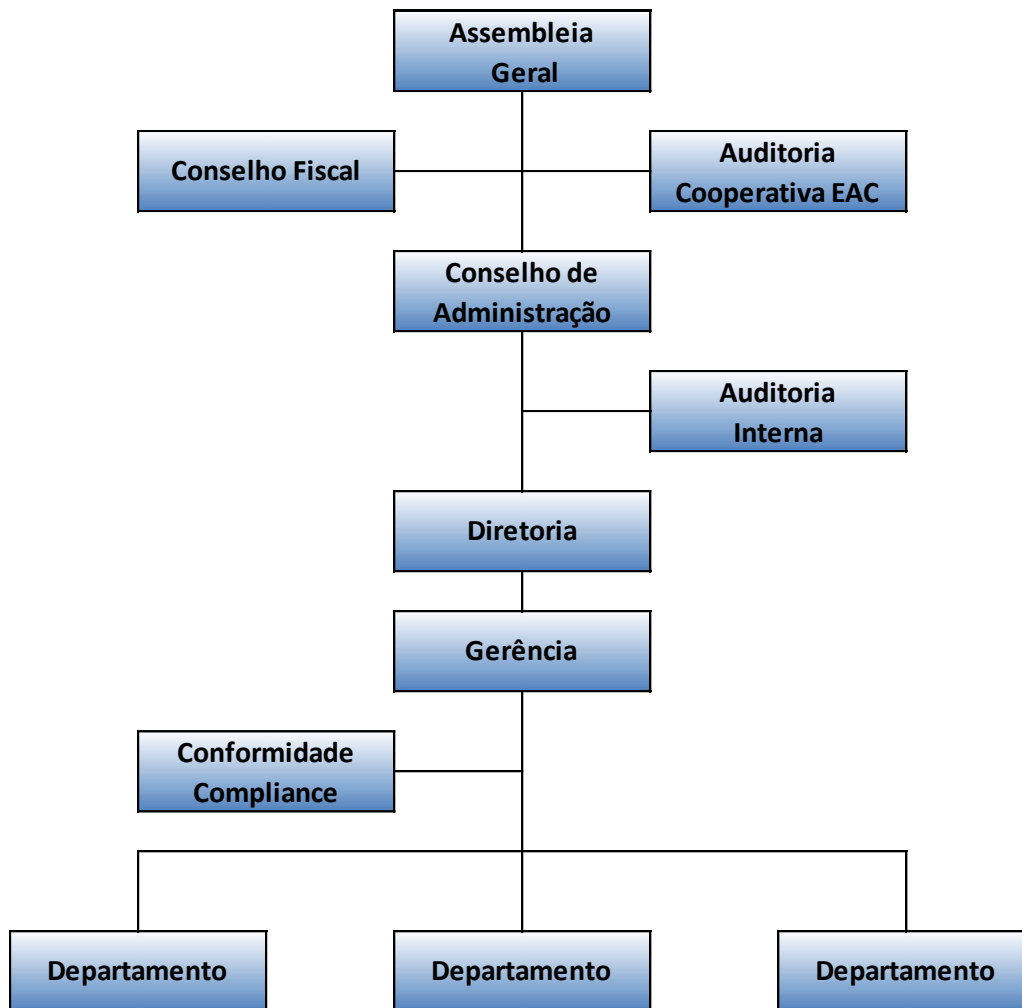 Assembleia
Geral
Conselho Fiscal
Auditoria
Cooperativa EAC
Conselho de
Administração
Auditoria
Interna
Diretoria
Gerência
Conformidade
Compliance
Departamento
Departamento
Departamento